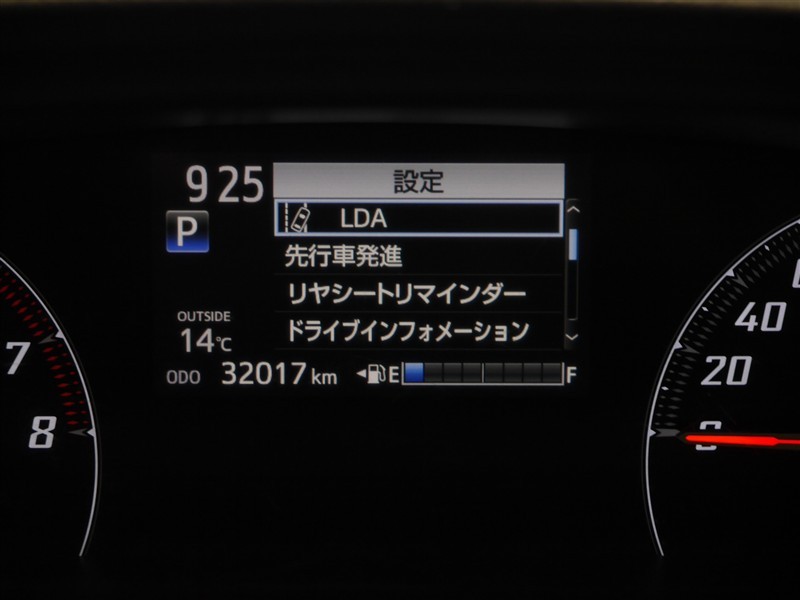 9 25
設定
P
LDA
先行車発進
リヤシートリマインダー
ドライブインフォメーション
OUTSIDE
14℃
ODO 32017 km
E F
7
8
40
20
0